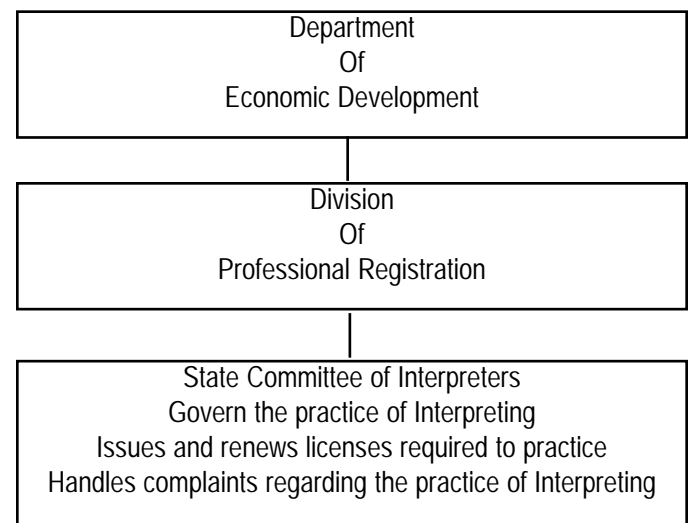 Department
Of
Economic Development
Division
Of
Professional Registration
State Committee of Interpreters
Govern the practice of Interpreting
Issues and renews licenses required to practice
Handles complaints regarding the practice of Interpreting